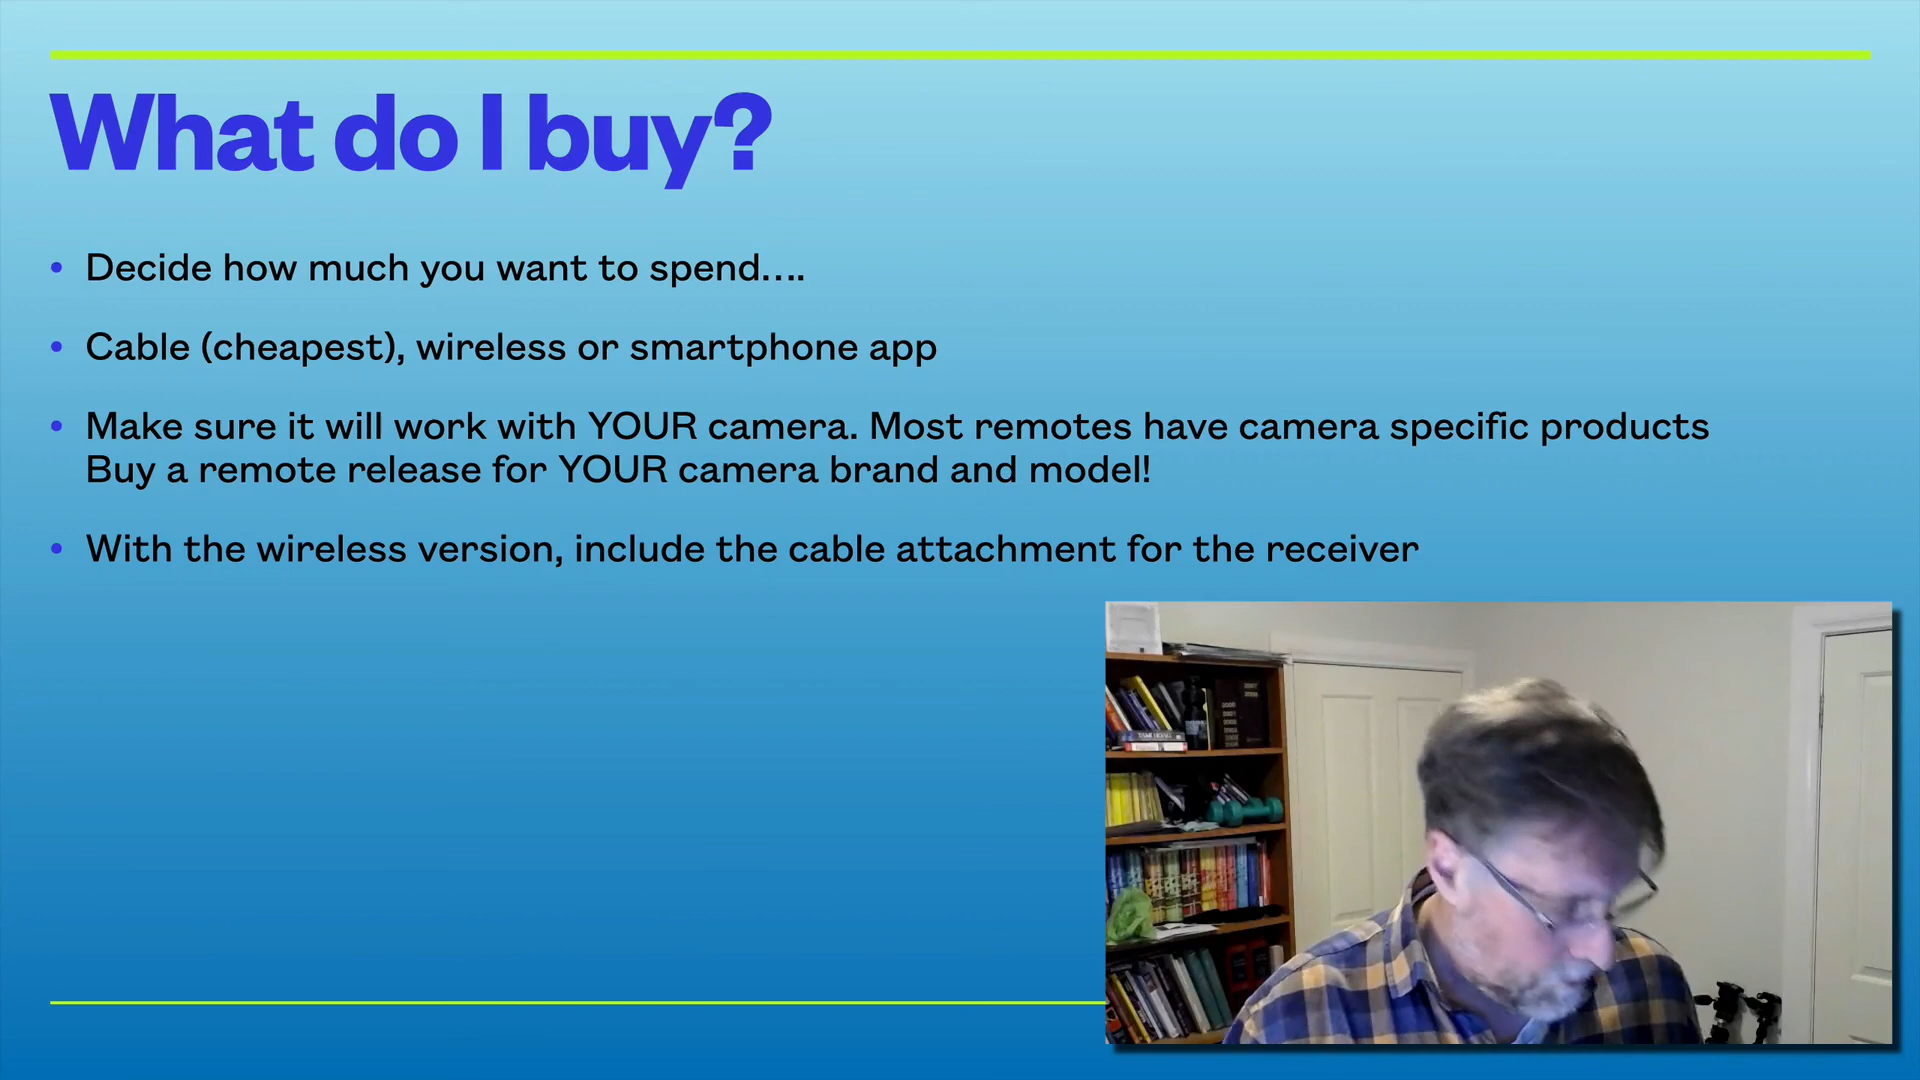 What do I buy?
• Decide how much you want to spend....
• Cable (cheapest), wireless or smartphone app
• Make sure it will work with YOUR camera. Most remotes have camera specific products
Buy a remote release for YOUR camera brand and model!
• With the wireless version, include the cable attachment for the receiver